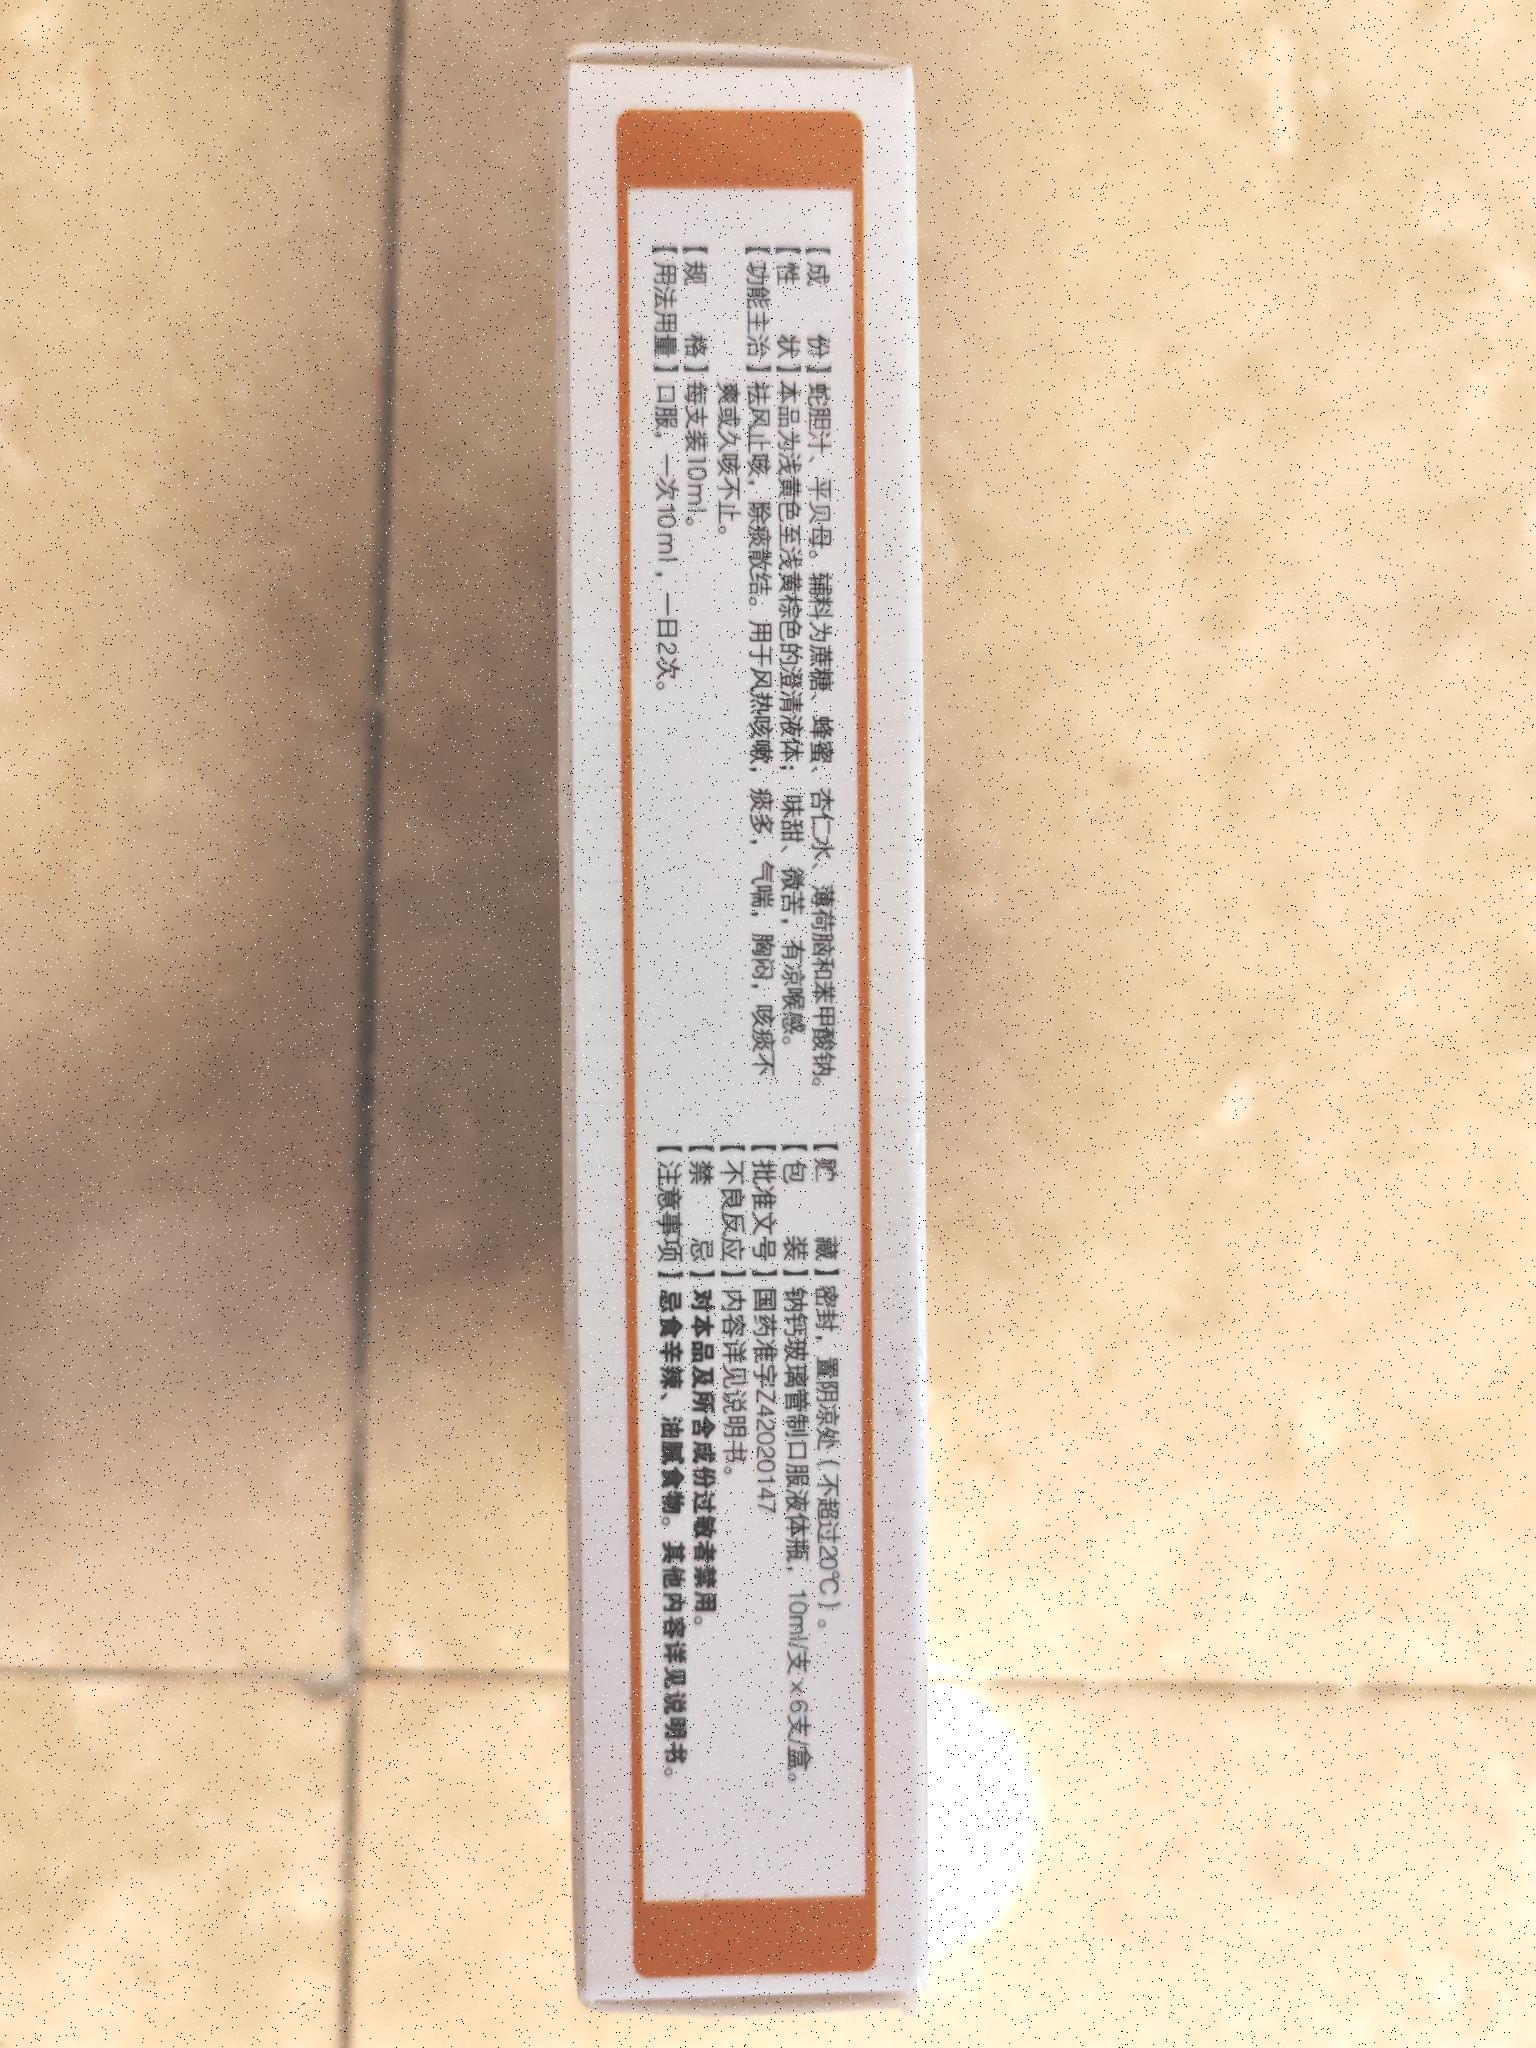 【成份】蛇胆汁、平贝母。辅料为蔗糖、蜂蜜、杏仁水、薄荷脑和苯甲酸钠。
【性状】本品为浅黄色至浅黄棕色的澄清液体；味甜、微苦，有凉喉感。
【功能主治】祛风止咳，除痰散结。用于风热咳嗽，痰多，气喘，胸闷，咳痰不
爽或久咳不止。
【规格】每支装10ml。
【用法用量】口服，一次10ml，一日2次。
【贮藏】密封，置阴凉处（不超过20℃）。
【包装】钠钙玻璃管制口服液体瓶，10ml/支×6支/盒。
【批准文号】国药准字Z42020147
【不良反应】内容详见说明书。
【禁忌】对本品及所含成份过敏者禁用。
【注意事项】忌食辛辣、油腻食物。其他内容详见说明书。